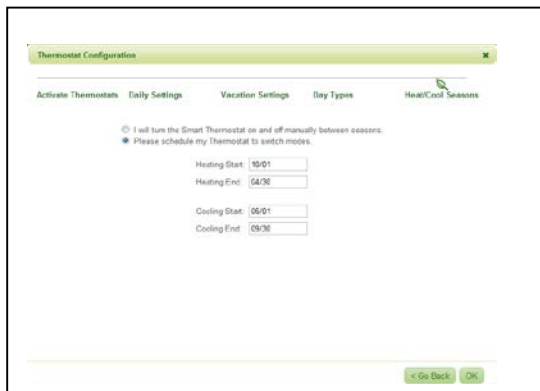 Thermostat Configuration
Activate Thermostats Daily Settings Vacation Settings Day Types Heat/Cool Seasons
I will turn the Smart Thermostat on and off manually between seasons.
Please schedule my Thermostat to switch modes.
Heating Start: 10/01
Heating End: 04/30
Cooling Start: 06/01
Cooling End: 09/30
< Go Back OK